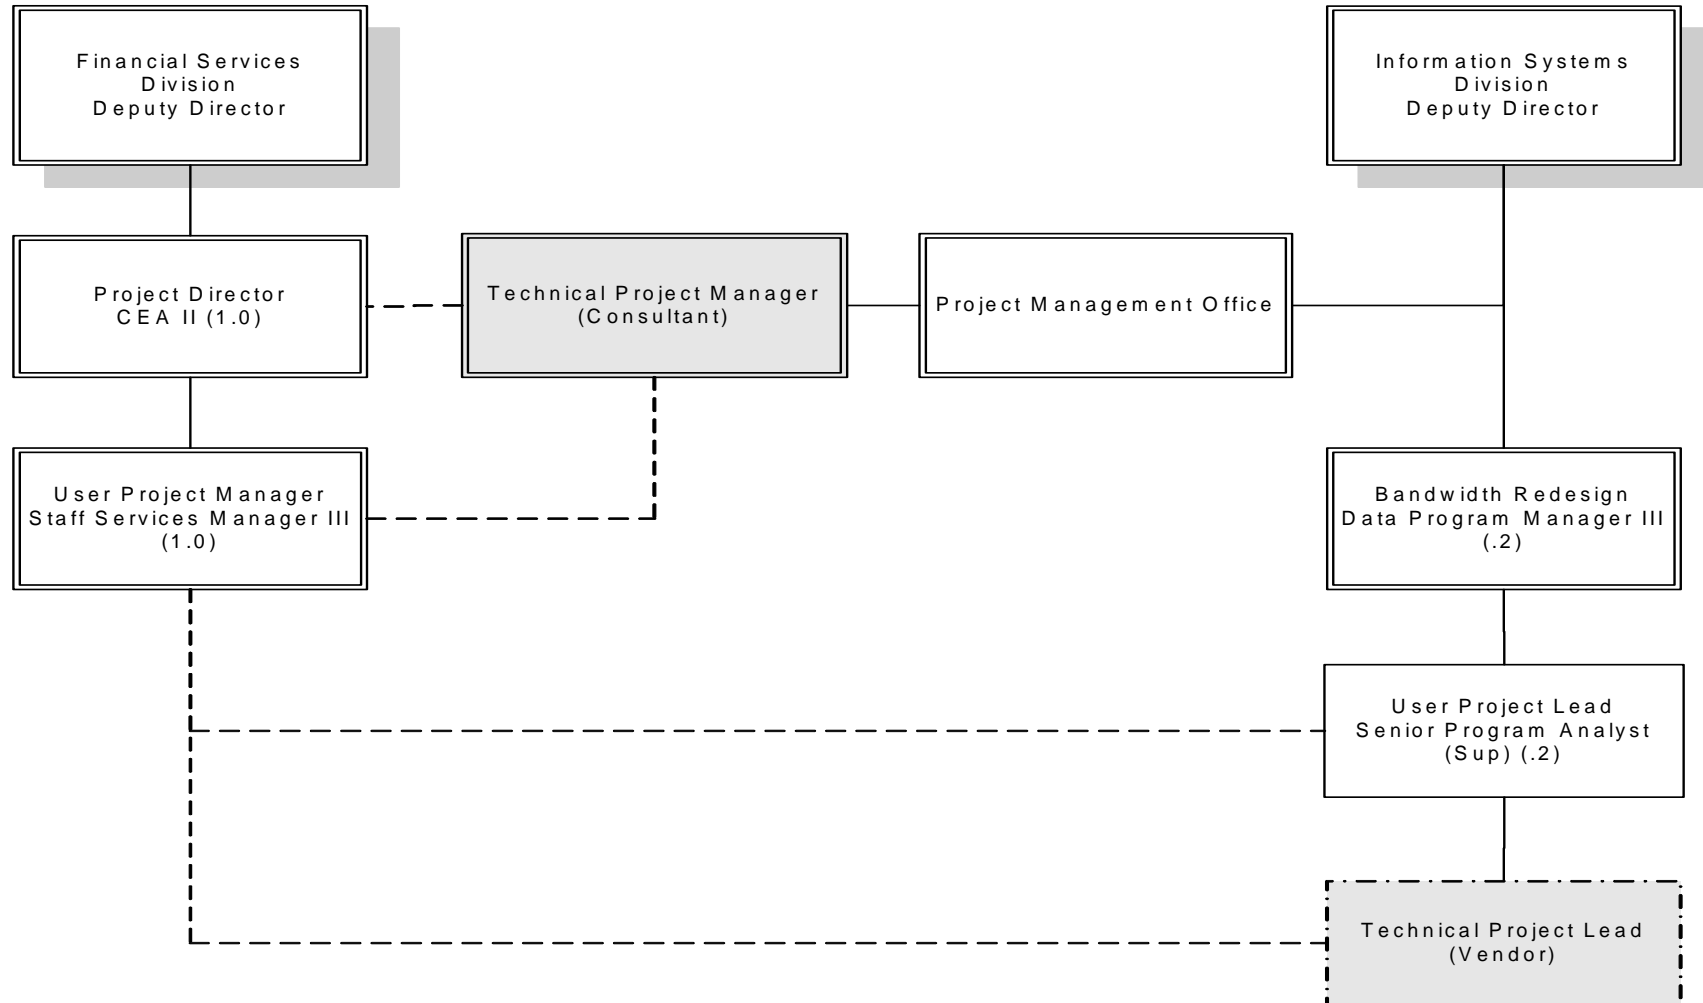 Financial Services
Division
Deputy Director
Information Systems
Division
Deputy Director
Project Director
CEA II (1.0)
Technical Project Manager
(Consultant)
Project Management Office
User Project Manager
Staff Services Manager III
(1.0)
Bandwidth Redesign
Data Program Manager III
(.2)
User Project Lead
Senior Program Analyst
(Sup) (.2)
Technical Project Lead
(Vendor)